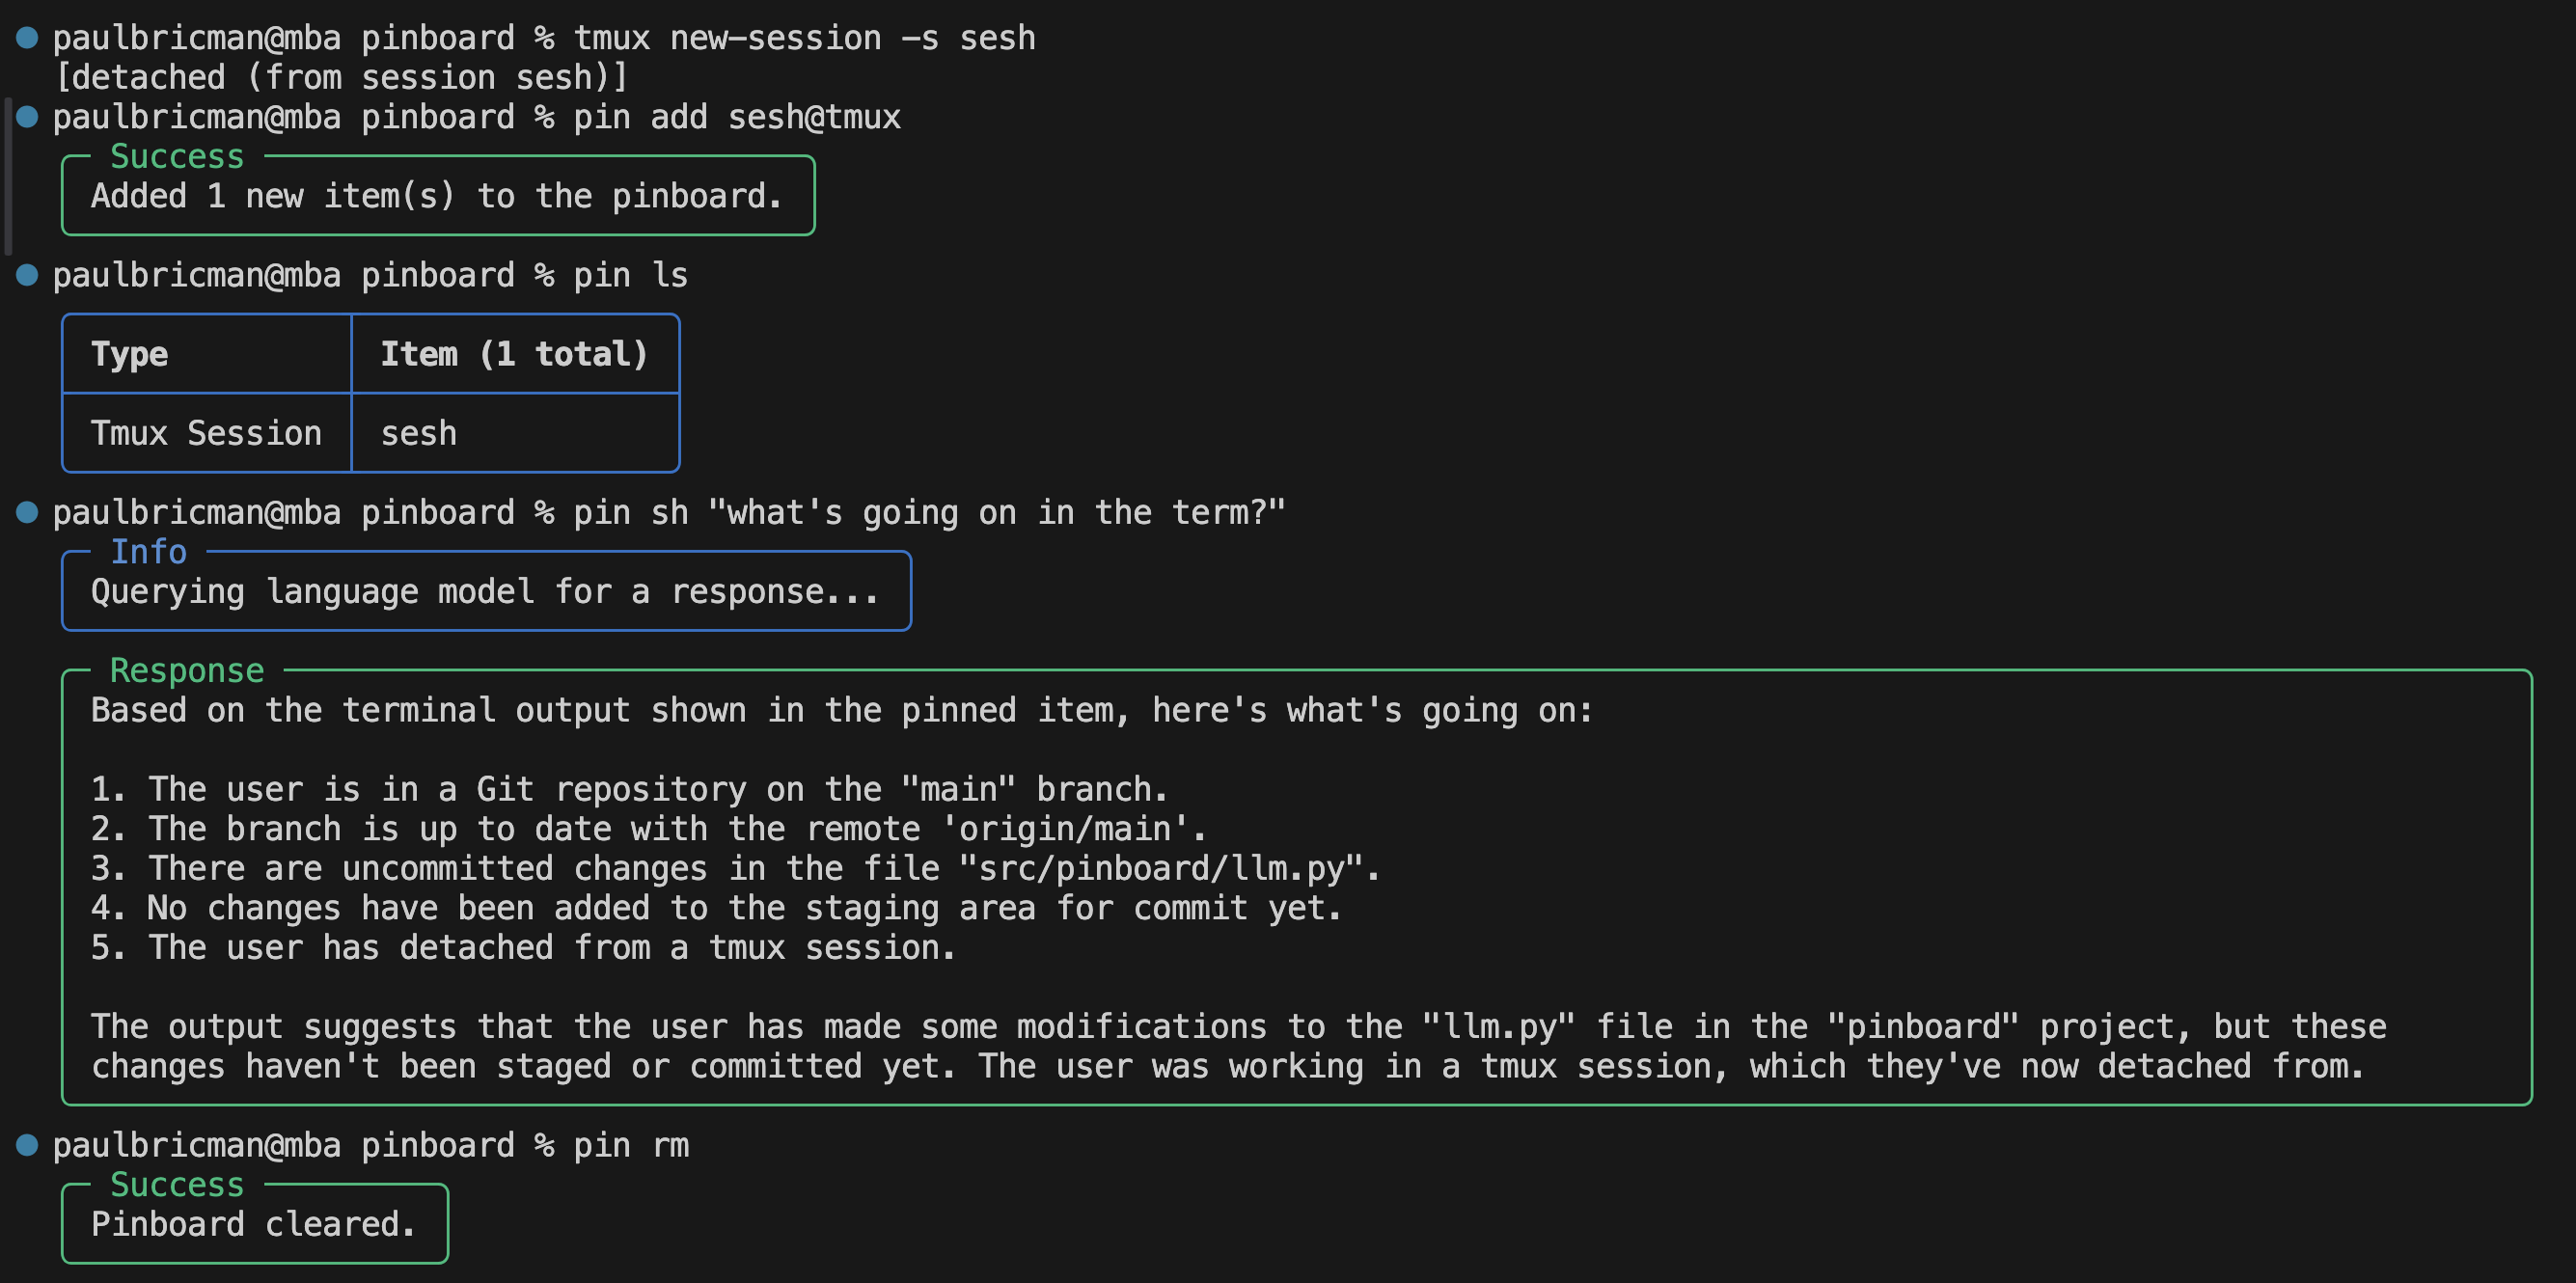 paulbricman@mba pinboard % tmux new-session -s sesh
[detached (from session sesh)]
paulbricman@mba pinboard % pin add sesh@tmux
Success
Added 1 new item(s) to the pinboard.
paulbricman@mba pinboard % pin ls
Type Item (1 total)
Tmux Session sesh
paulbricman@mba pinboard % pin sh "what's going on in the term?"
Info
Querying language model for a response...
Response
Based on the terminal output shown in the pinned item, here's what's going on:
1. The user is in a Git repository on the "main" branch.
2. The branch is up to date with the remote 'origin/main'.
3. There are uncommitted changes in the file "src/pinboard/llm.py".
4. No changes have been added to the staging area for commit yet.
5. The user has detached from a tmux session.
The output suggests that the user has made some modifications to the "llm.py" file in the "pinboard" project, but these
changes haven't been staged or committed yet. The user was working in a tmux session, which they've now detached from.
paulbricman@mba pinboard % pin rm
Success
Pinboard cleared.